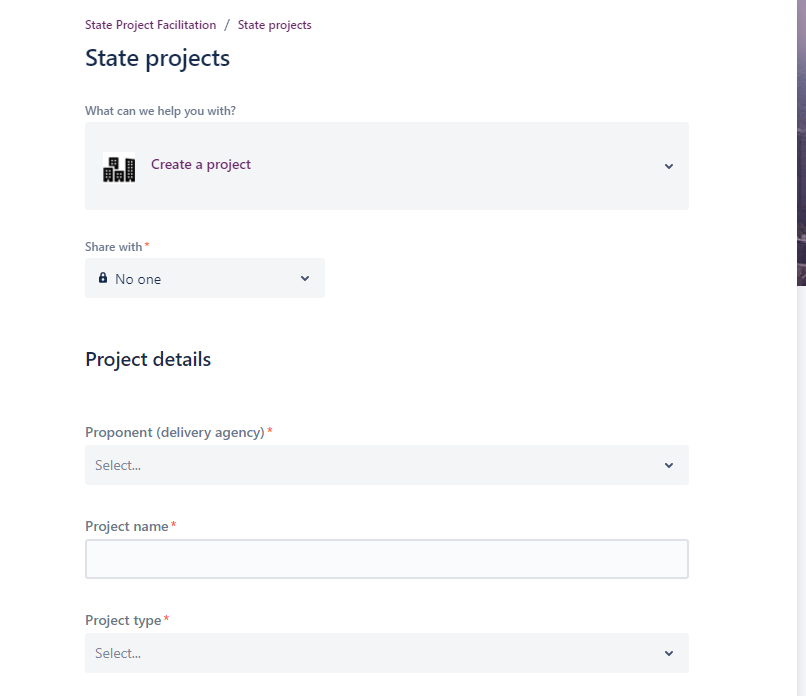 State Project Facilitation / State projects
State projects
What can we help you with?
Create a project
Share with *
No one
Project details
Proponent (delivery agency) *
Select...
Project name *
Project type *
Select...